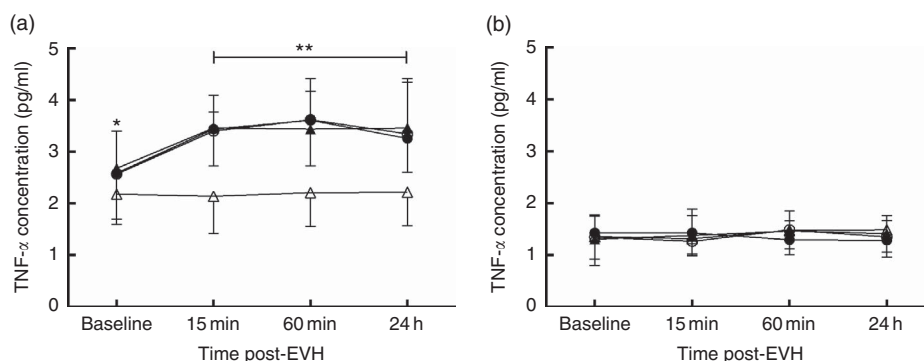 (a)
**
*
TNF-α concentration (pg/ml)
5
4
3
2
1
0
Baseline
15 min
60 min
24 h
Time post-EVH
(b)
TNF-α concentration (pg/ml)
5
4
3
2
1
0
Baseline
15 min
60 min
24 h
Time post-EVH